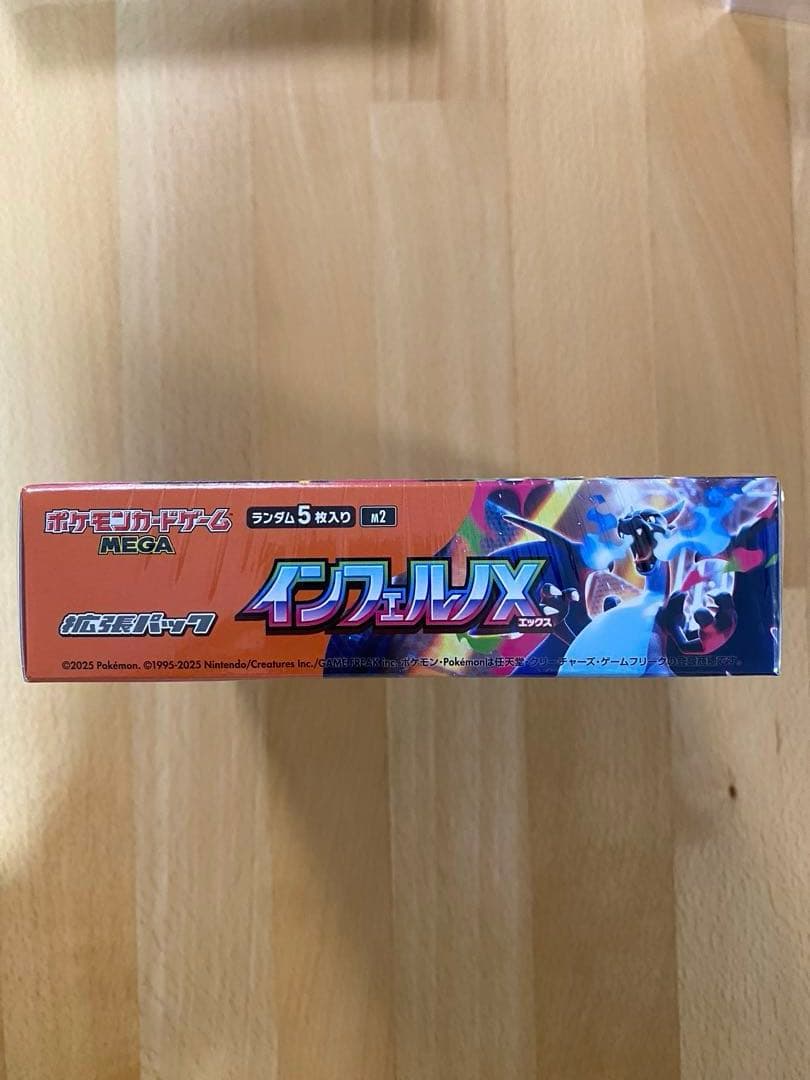 ポケモンカードゲーム
MEGA
ランダム5枚入り
M2
拡張パック
インフェルノX
エックス
©2025 Pokémon. ©1995-2025 Nintendo/Creatures Inc./GAME FREAK inc. ポケモン・Pokémonは任天堂・クリーチャーズ・ゲームフリークの登録商標です。